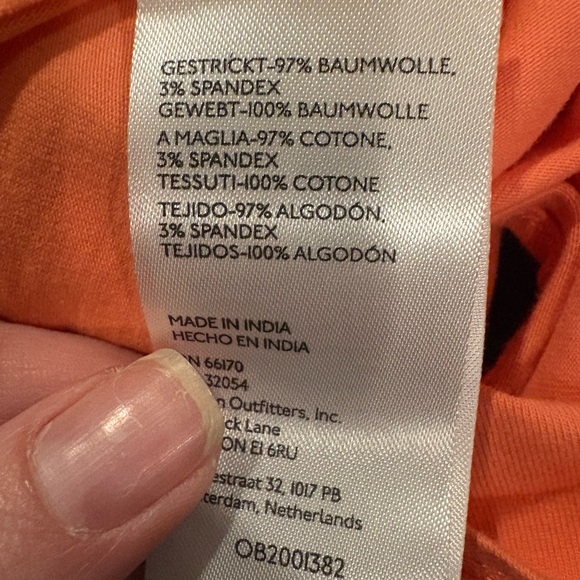 GESTRICKT-97% BAUMWOLLE,
3% SPANDEX
GEWEBT-100% BAUMWOLLE
A MAGLIA-97% COTONE,
3% SPANDEX
TESSUTI-100% COTONE
TEJIDO-97% ALGODÓN,
3% SPANDEX
TEJIDOS-100% ALGODÓN
MADE IN INDIA
HECHO EN INDIA
N 66170
32054
n Outfitters, Inc.
ck Lane
ON E1 6RU
estraat 32, 1017 PB
sterdam, Netherlands
OB2001382